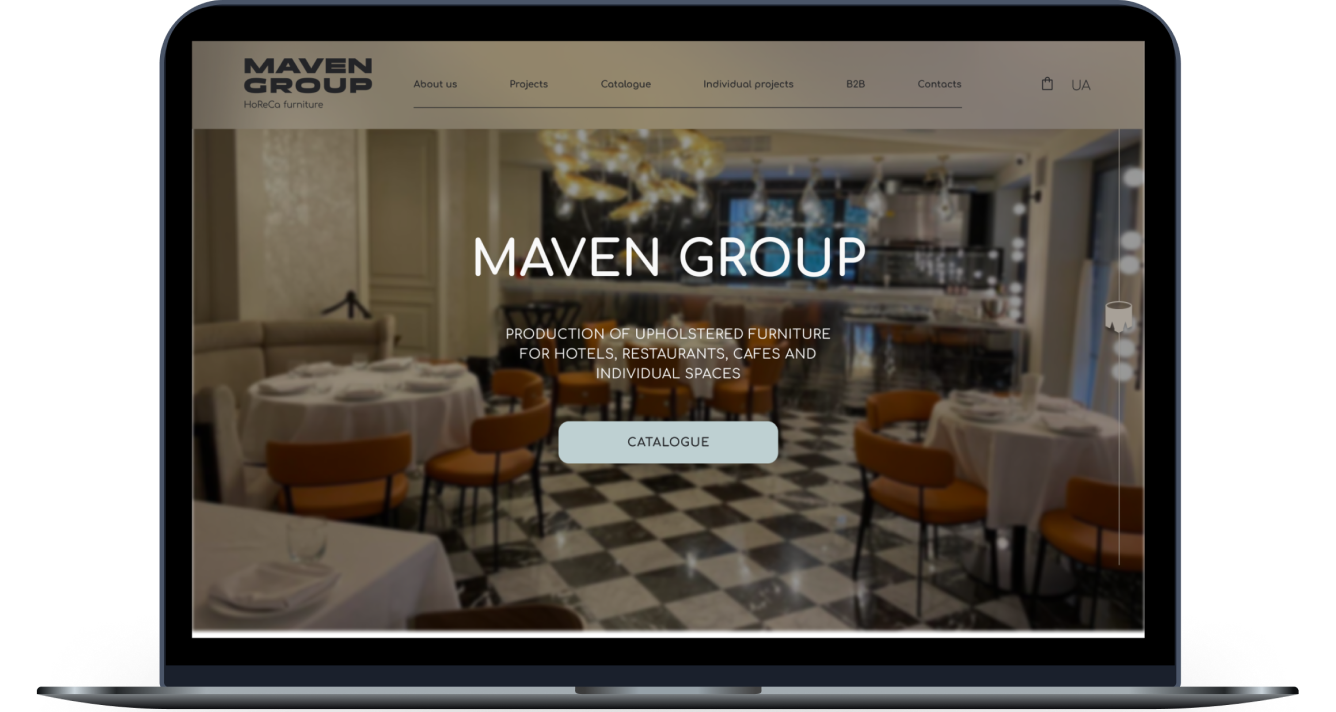 MAVEN
GROUP
HoReCa furniture
About us
Projects
Catalogue
Individual projects
B2B
Contacts
UA
MAVEN GROUP
PRODUCTION OF UPHOLSTERED FURNITURE
FOR HOTELS, RESTAURANTS, CAFES AND
INDIVIDUAL SPACES
CATALOGUE